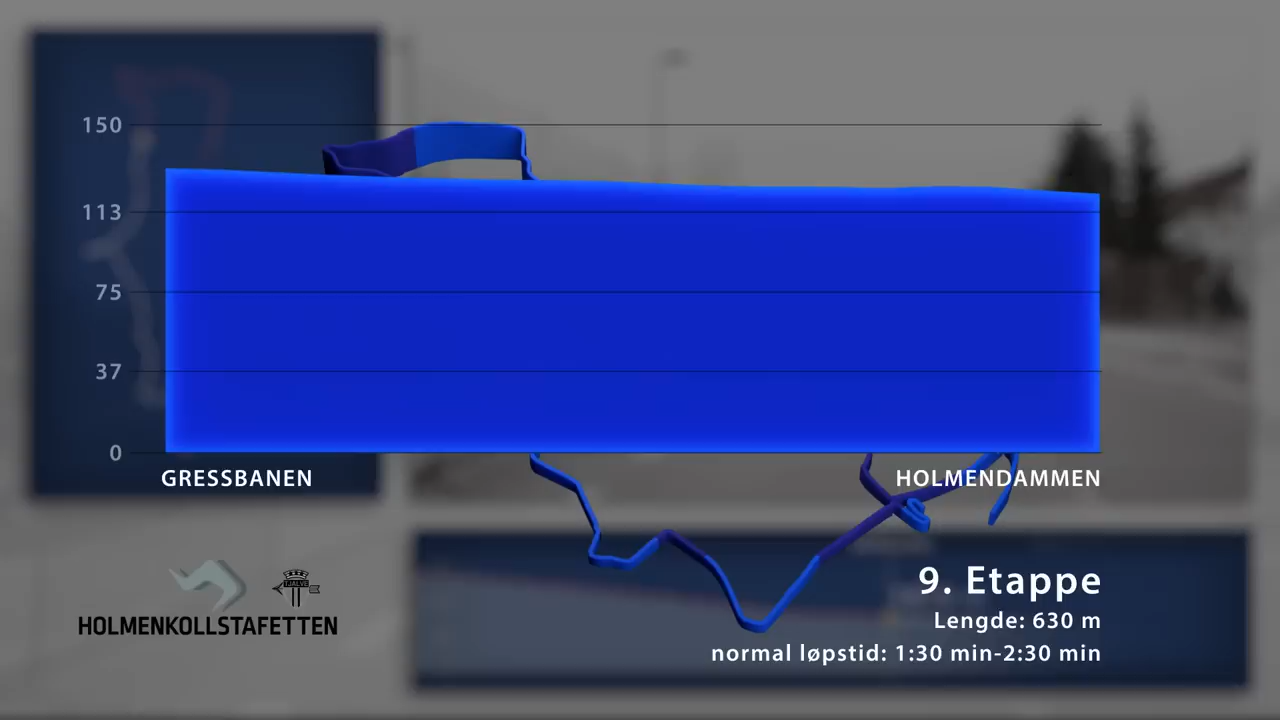 150
113
75
37
0
GRESSBANEN
HOLMENDAMMEN
TJALVE
HOLMENKOLLSTAFETTEN
9. Etappe
Lengde: 630 m
normal løpstid: 1:30 min-2:30 min